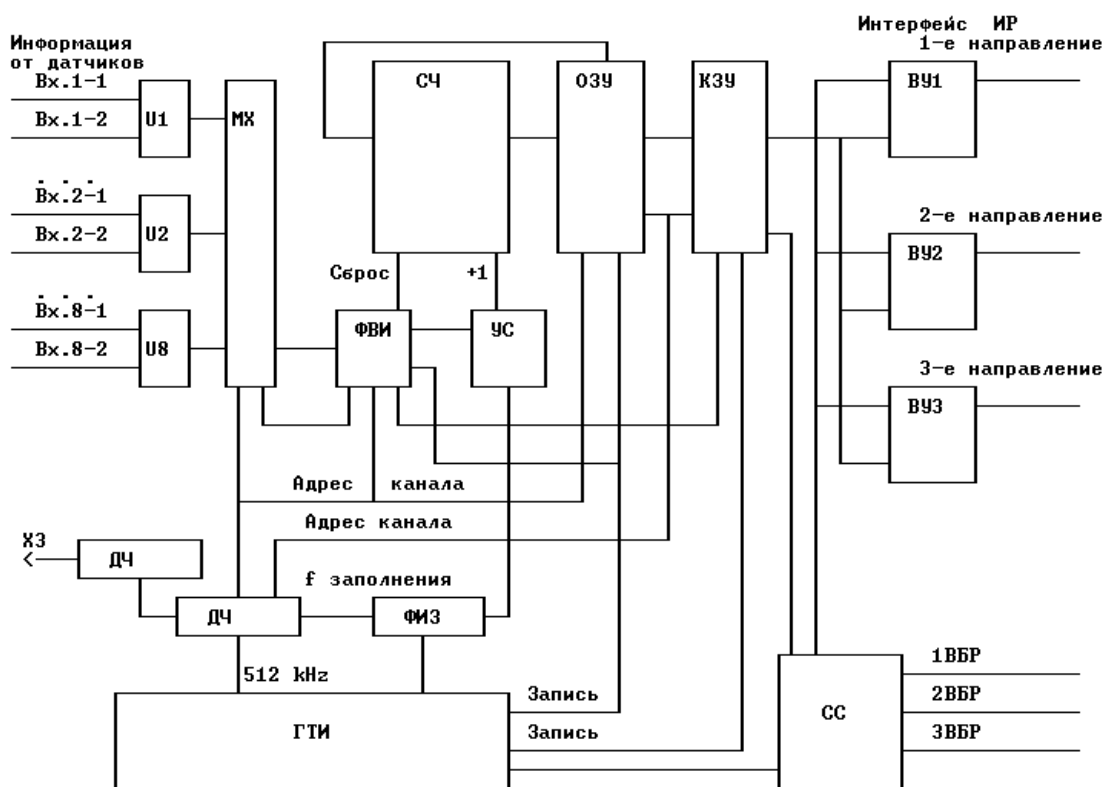 Интерфейс ИР
Информация
от датчиков
1-е направление
Вх.1-1
Вх.1-2
U1
МХ
СЧ
ОЗУ
КЗУ
ВУ1
. . .
Вх.2-1
Вх.2-2
U2
2-е направление
ВУ2
Сброс
+1
. . .
Вх.8-1
Вх.8-2
U8
ФВИ
УС
3-е направление
ВУ3
Адрес канала
Адрес канала
ХЗ
ДЧ
f заполнения
ДЧ
ФИЗ
512 kHz
Запись
Запись
ГТИ
СС
1ВБР
2ВБР
3ВБР